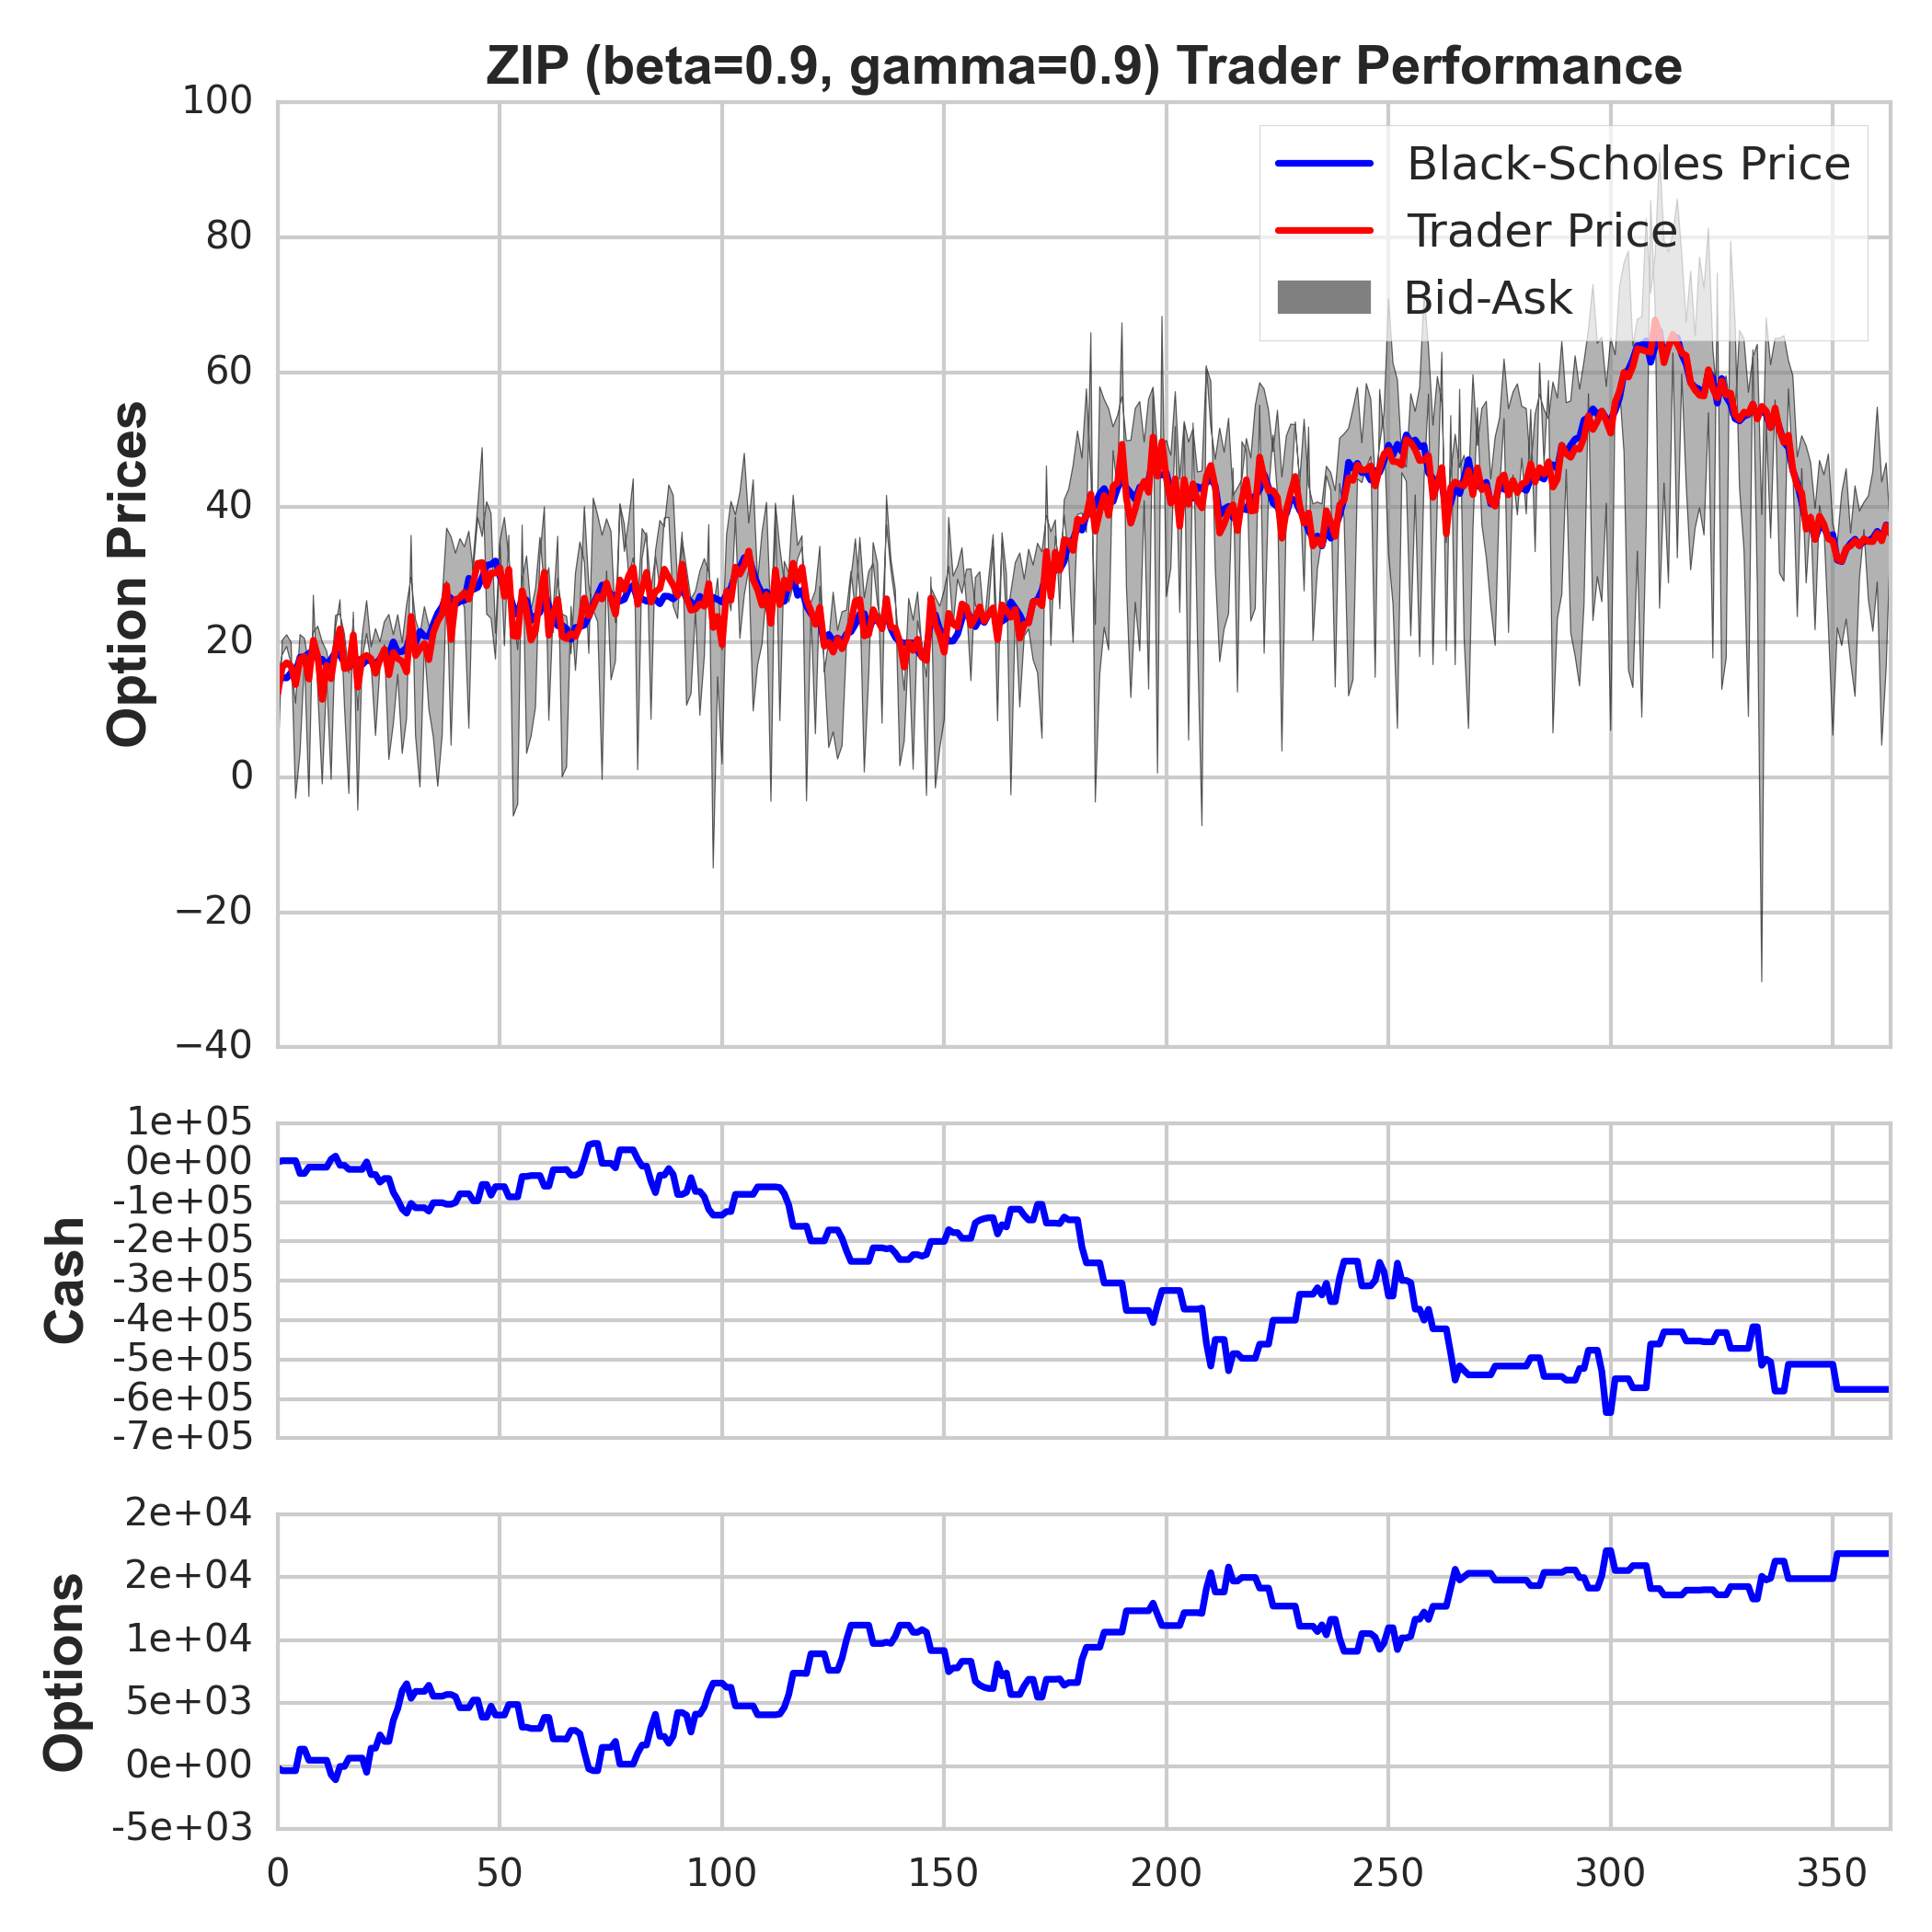 ZIP (beta=0.9, gamma=0.9) Trader Performance
100
80
60
40
20
0
−20
−40
Option Prices
Black-Scholes Price
Trader Price
Bid-Ask
1e+05
0e+00
-1e+05
-2e+05
-3e+05
-4e+05
-5e+05
-6e+05
-7e+05
Cash
2e+04
2e+04
1e+04
5e+03
0e+00
-5e+03
Options
0 50 100 150 200 250 300 350